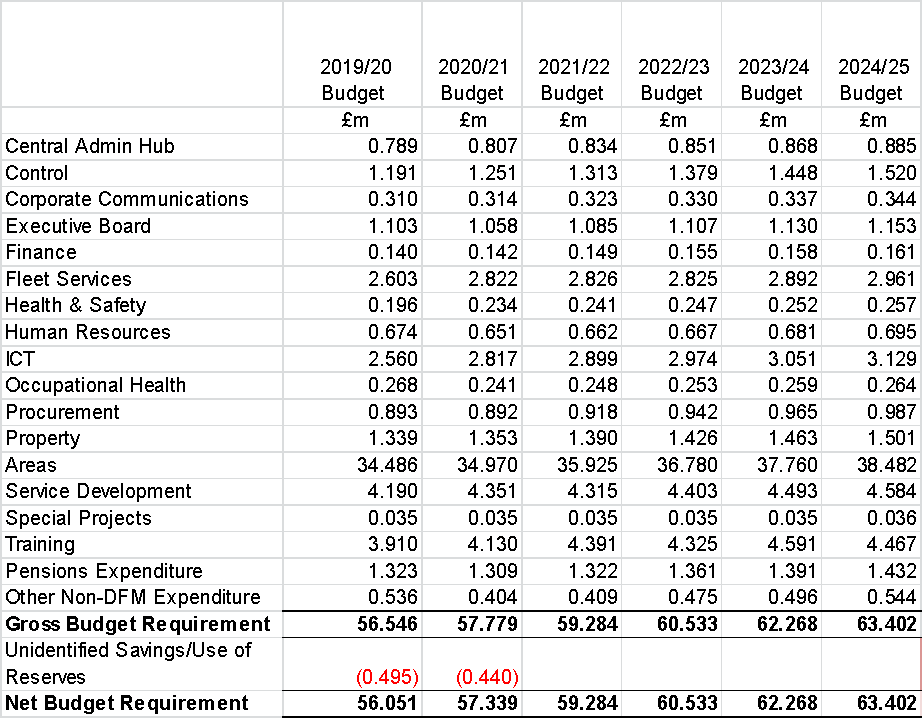 2019/20 2020/21 2021/22 2022/23 2023/24 2024/25
Budget Budget Budget Budget Budget Budget
£m £m £m £m £m £m
Central Admin Hub 0.789 0.807 0.834 0.851 0.868 0.885
Control 1.191 1.251 1.313 1.379 1.448 1.520
Corporate Communications 0.310 0.314 0.323 0.330 0.337 0.344
Executive Board 1.103 1.058 1.085 1.107 1.130 1.153
Finance 0.140 0.142 0.149 0.155 0.158 0.161
Fleet Services 2.603 2.822 2.826 2.825 2.892 2.961
Health & Safety 0.196 0.234 0.241 0.247 0.252 0.257
Human Resources 0.674 0.651 0.662 0.667 0.681 0.695
ICT 2.560 2.817 2.899 2.974 3.051 3.129
Occupational Health 0.268 0.241 0.248 0.253 0.259 0.264
Procurement 0.893 0.892 0.918 0.942 0.965 0.987
Property 1.339 1.353 1.390 1.426 1.463 1.501
Areas 34.486 34.970 35.925 36.780 37.760 38.482
Service Development 4.190 4.351 4.315 4.403 4.493 4.584
Special Projects 0.035 0.035 0.035 0.035 0.035 0.036
Training 3.910 4.130 4.391 4.325 4.591 4.467
Pensions Expenditure 1.323 1.309 1.322 1.361 1.391 1.432
Other Non-DFM Expenditure 0.536 0.404 0.409 0.475 0.496 0.544
Gross Budget Requirement 56.546 57.779 59.284 60.533 62.268 63.402
Unidentified Savings/Use of
Reserves (0.495) (0.440)
Net Budget Requirement 56.051 57.339 59.284 60.533 62.268 63.402